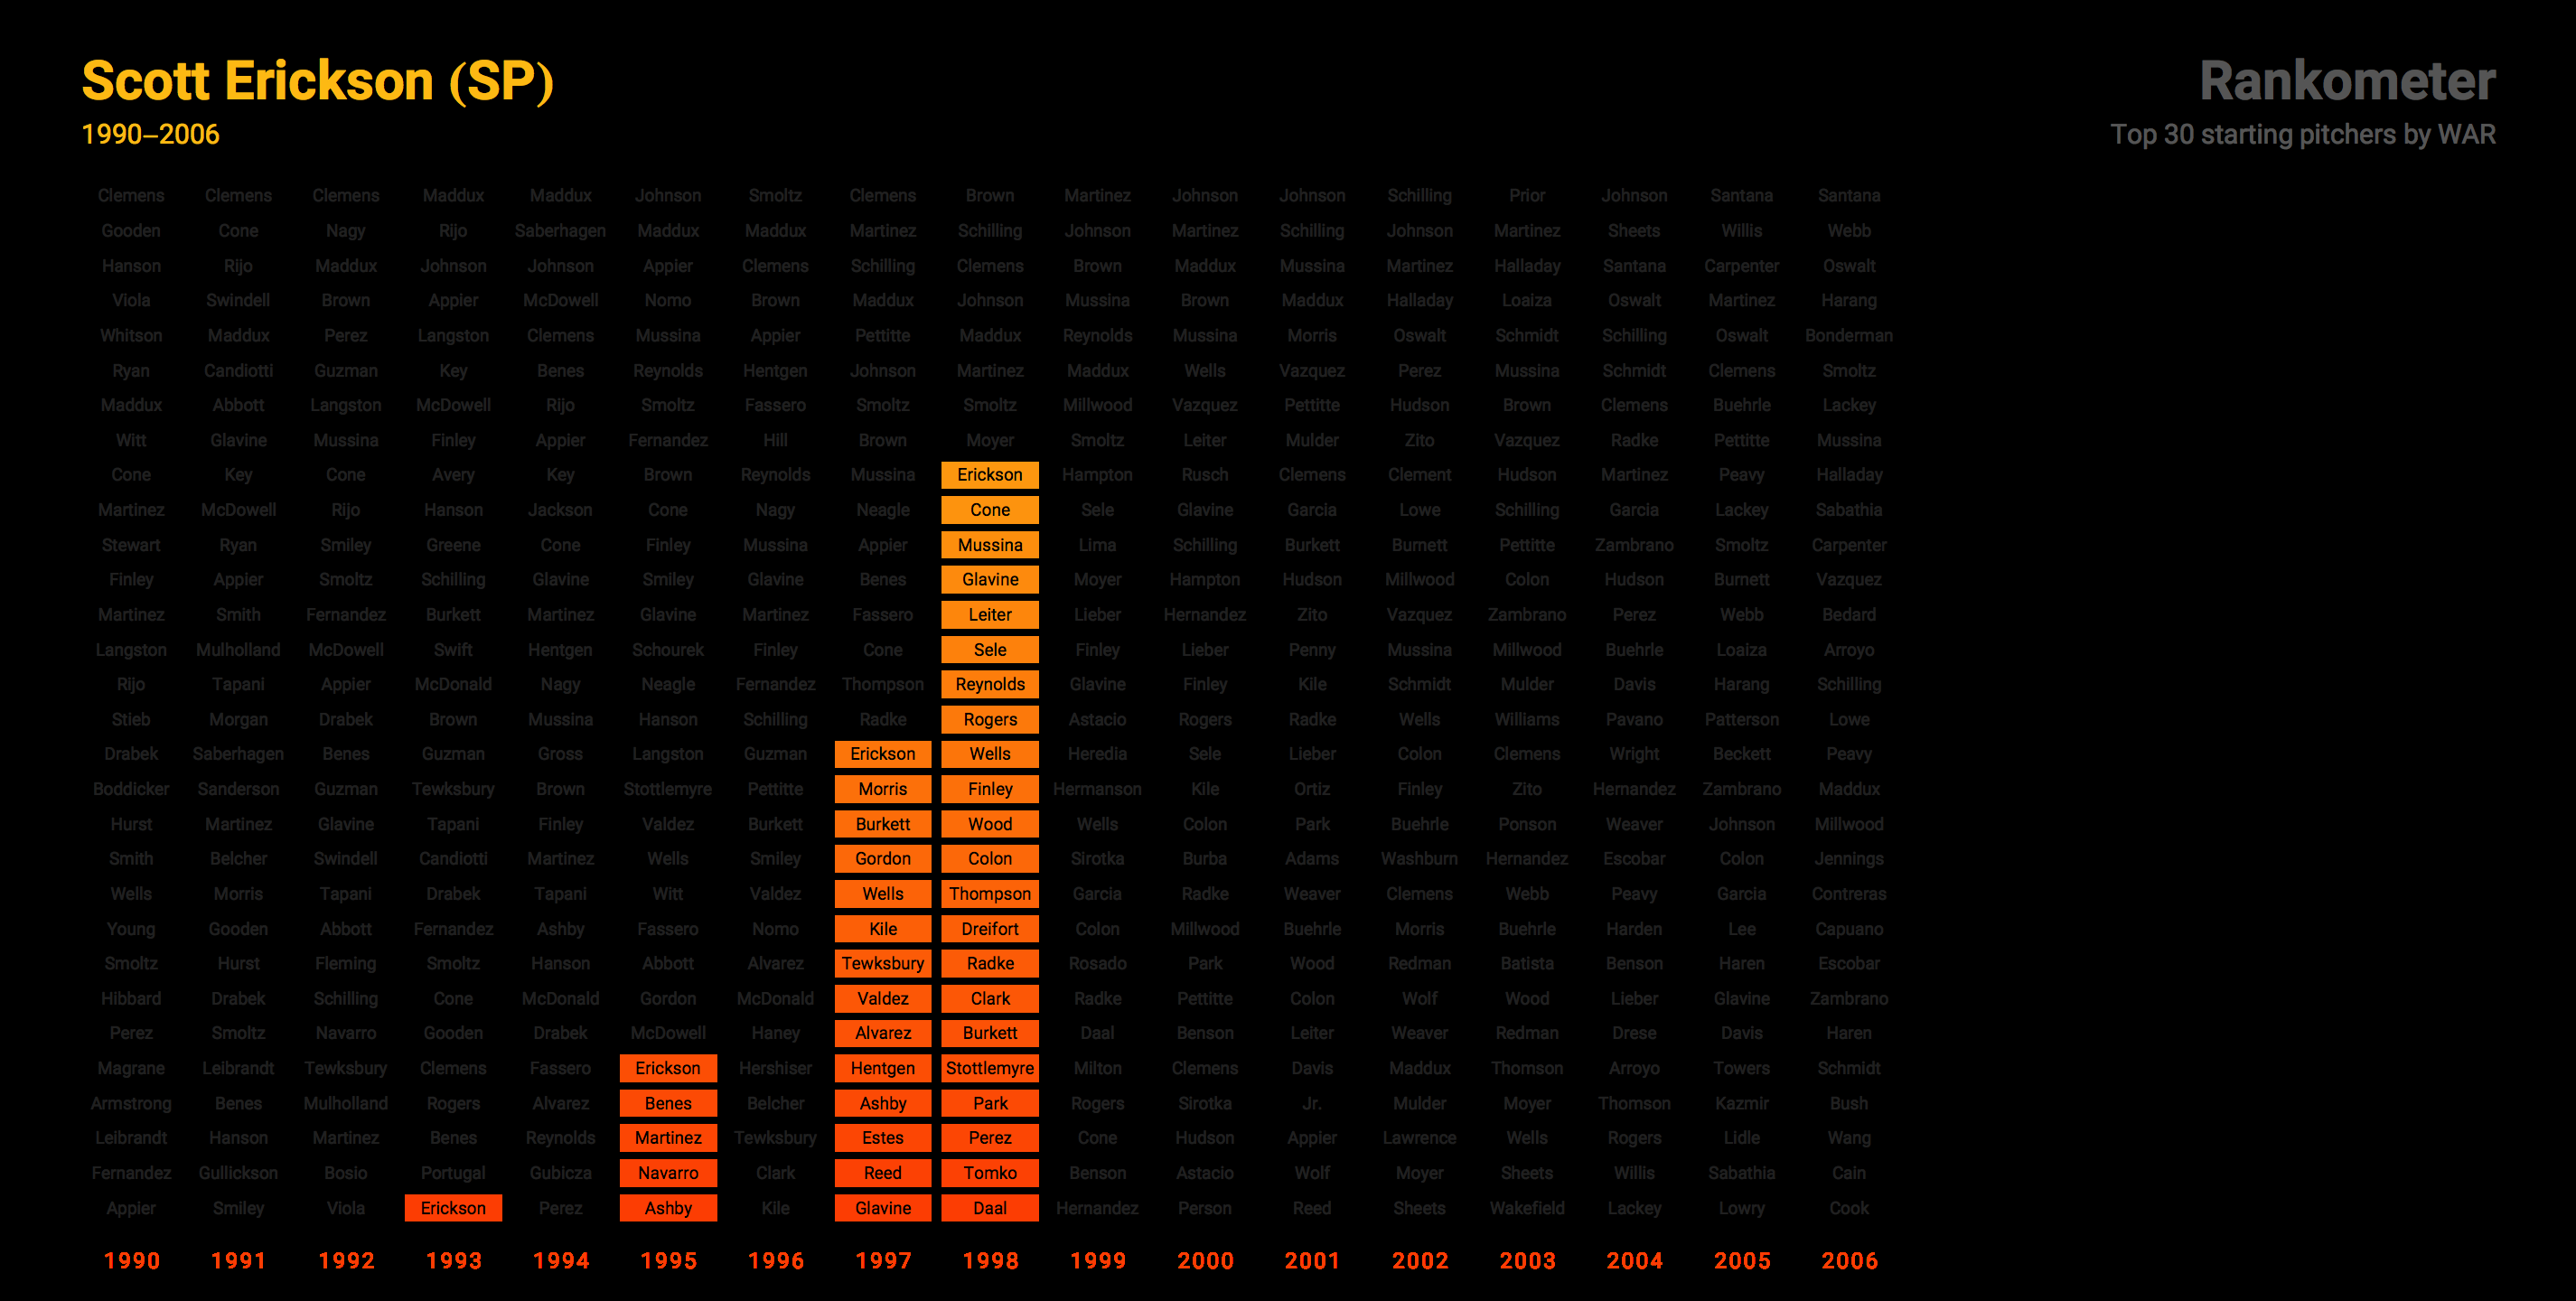 Scott Erickson (SP)
Rankometer
1990–2006
Top 30 starting pitchers by WAR
Clemens Clemens Clemens Maddux Maddux Johnson Smoltz Clemens Brown Martinez Johnson Johnson Schilling Prior Johnson Santana Santana
Gooden Cone Nagy Rijo Saberhagen Maddux Maddux Martinez Schilling Johnson Martinez Schilling Johnson Martinez Sheets Willis Webb
Hanson Rijo Maddux Johnson Johnson Appier Clemens Schilling Clemens Brown Maddux Mussina Martinez Halladay Santana Carpenter Oswalt
Viola Swindell Brown Appier McDowell Nomo Brown Maddux Johnson Mussina Brown Maddux Halladay Loaiza Oswalt Martinez Harang
Whitson Maddux Perez Langston Clemens Mussina Appier Pettitte Maddux Reynolds Mussina Morris Oswalt Schmidt Schilling Oswalt Bonderman
Ryan Candiotti Guzman Key Benes Reynolds Hentgen Johnson Martinez Maddux Wells Vazquez Perez Mussina Schmidt Clemens Smoltz
Maddux Abbott Langston McDowell Rijo Smoltz Fassero Smoltz Smoltz Millwood Vazquez Pettitte Hudson Brown Clemens Buehrle Lackey
Witt Glavine Mussina Finley Appier Fernandez Hill Brown Moyer Smoltz Leiter Mulder Zito Vazquez Radke Pettitte Mussina
Cone Key Cone Avery Key Brown Reynolds Mussina Erickson Hampton Rusch Clemens Clement Hudson Martinez Peavy Halladay
Martinez McDowell Rijo Hanson Jackson Cone Nagy Neagle Cone Sele Glavine Garcia Lowe Schilling Garcia Lackey Sabathia
Stewart Ryan Smiley Greene Cone Finley Mussina Appier Mussina Lima Schilling Burkett Burnett Pettitte Zambrano Smoltz Carpenter
Finley Appier Smoltz Schilling Glavine Smiley Glavine Benes Glavine Moyer Hampton Hudson Millwood Colon Hudson Burnett Vazquez
Martinez Smith Fernandez Burkett Martinez Glavine Martinez Fassero Leiter Lieber Hernandez Zito Vazquez Zambrano Perez Webb Bedard
Langston Mulholland McDowell Swift Hentgen Schourek Finley Cone Sele Finley Lieber Penny Mussina Millwood Buehrle Loaiza Arroyo
Rijo Tapani Appier McDonald Nagy Neagle Fernandez Thompson Reynolds Glavine Finley Kile Schmidt Mulder Davis Harang Schilling
Stieb Morgan Drabek Brown Mussina Hanson Schilling Radke Rogers Astacio Rogers Radke Wells Williams Pavano Patterson Lowe
Drabek Saberhagen Benes Guzman Gross Langston Guzman Erickson Wells Heredia Sele Lieber Colon Clemens Wright Beckett Peavy
Boddicker Sanderson Guzman Tewksbury Brown Stottlemyre Pettitte Morris Finley Hermanson Kile Ortiz Finley Zito Hernandez Zambrano Maddux
Hurst Martinez Glavine Tapani Finley Valdez Burkett Burkett Wood Wells Colon Park Buehrle Ponson Weaver Johnson Millwood
Smith Belcher Swindell Candiotti Martinez Wells Smiley Gordon Colon Sirotka Burba Adams Washburn Hernandez Escobar Colon Jennings
Wells Morris Tapani Drabek Tapani Witt Valdez Wells Thompson Garcia Radke Weaver Clemens Webb Peavy Garcia Contreras
Young Gooden Abbott Fernandez Ashby Fassero Nomo Kile Dreifort Colon Millwood Buehrle Morris Buehrle Harden Lee Capuano
Smoltz Hurst Fleming Smoltz Hanson Abbott Alvarez Tewksbury Radke Rosado Park Wood Redman Batista Benson Haren Escobar
Hibbard Drabek Schilling Cone McDonald Gordon McDonald Valdez Clark Radke Pettitte Colon Wolf Wood Lieber Glavine Zambrano
Perez Smoltz Navarro Gooden Drabek McDowell Haney Alvarez Burkett Daal Benson Leiter Weaver Redman Drese Davis Haren
Magrane Leibrandt Tewksbury Clemens Fassero Erickson Hershiser Hentgen Stottlemyre Milton Clemens Davis Maddux Thomson Arroyo Towers Schmidt
Armstrong Benes Mulholland Rogers Alvarez Benes Belcher Ashby Park Rogers Sirotka Jr. Mulder Moyer Thomson Kazmir Bush
Leibrandt Hanson Martinez Benes Reynolds Martinez Tewksbury Estes Perez Cone Hudson Appier Lawrence Wells Rogers Lidle Wang
Fernandez Gullickson Bosio Portugal Gubicza Navarro Clark Reed Tomko Benson Astacio Wolf Moyer Sheets Willis Sabathia Cain
Appier Smiley Viola Erickson Perez Ashby Kile Glavine Daal Hernandez Person Reed Sheets Wakefield Lackey Lowry Cook
1990 1991 1992 1993 1994 1995 1996 1997 1998 1999 2000 2001 2002 2003 2004 2005 2006